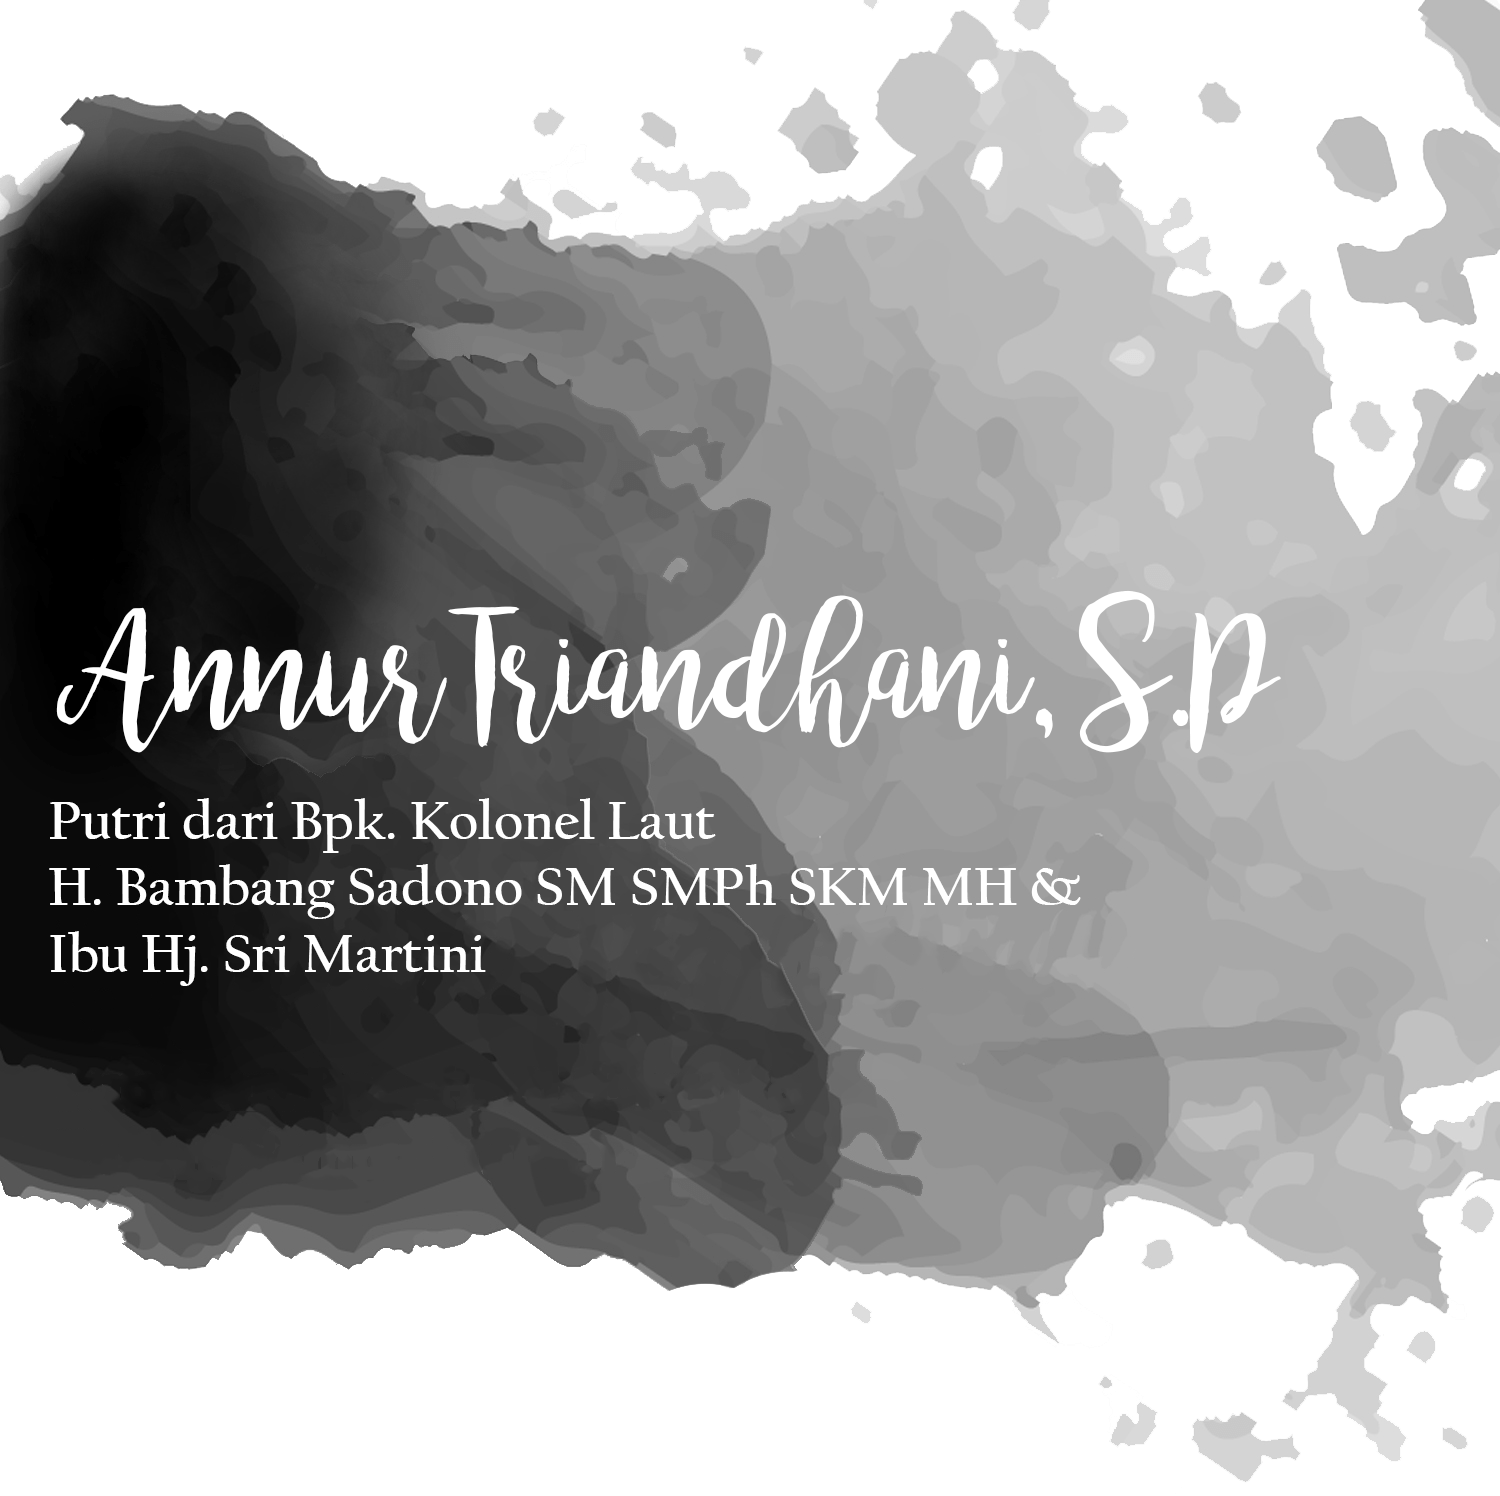 Annur Triandhani, S.P
Putri dari Bpk. Kolonel Laut
H. Bambang Sadono SM SMPh SKM MH &
Ibu Hj. Sri Martini